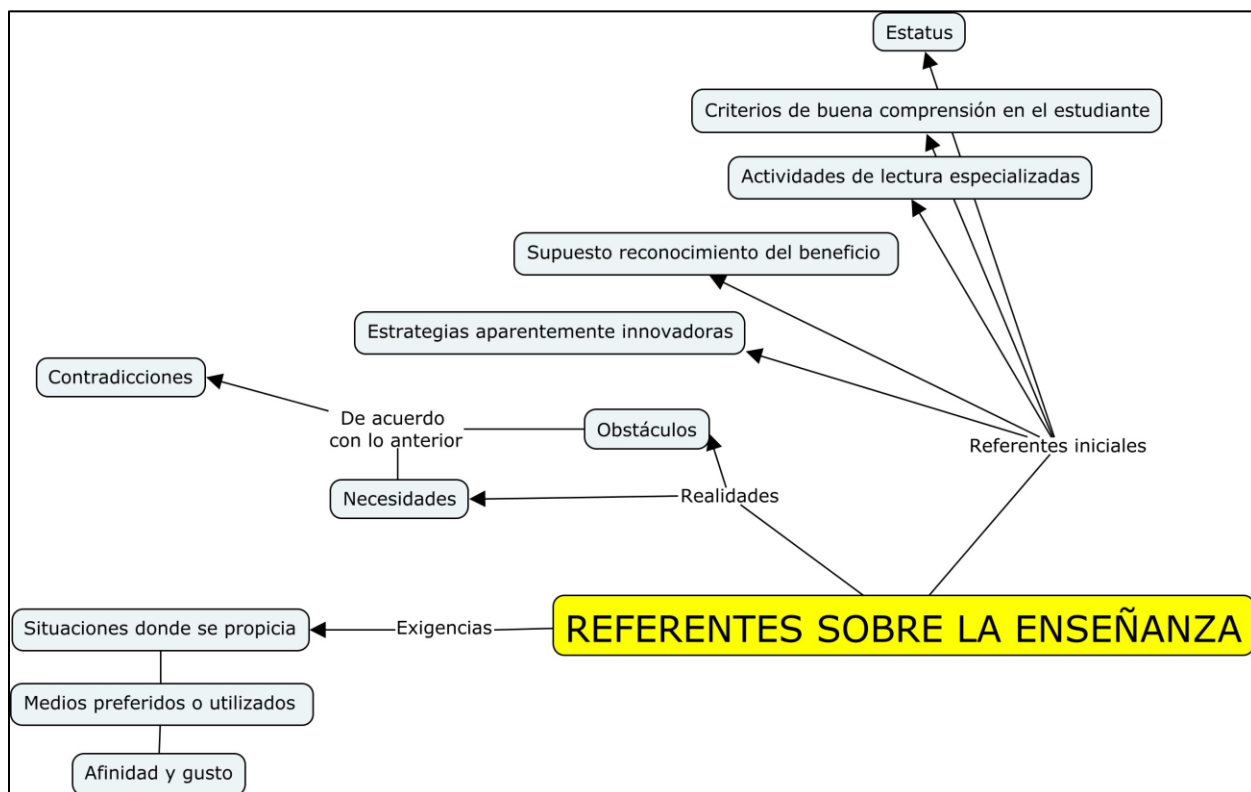 Estatus
Criterios de buena comprensión en el estudiante
Actividades de lectura especializadas
Supuesto reconocimiento del beneficio
Estrategias aparentemente innovadoras
Contradicciones
De acuerdo
con lo anterior
Obstáculos
Referentes iniciales
Necesidades
Realidades
Situaciones donde se propicia
Exigencias
REFERENTES SOBRE LA ENSEÑANZA
Medios preferidos o utilizados
Afinidad y gusto